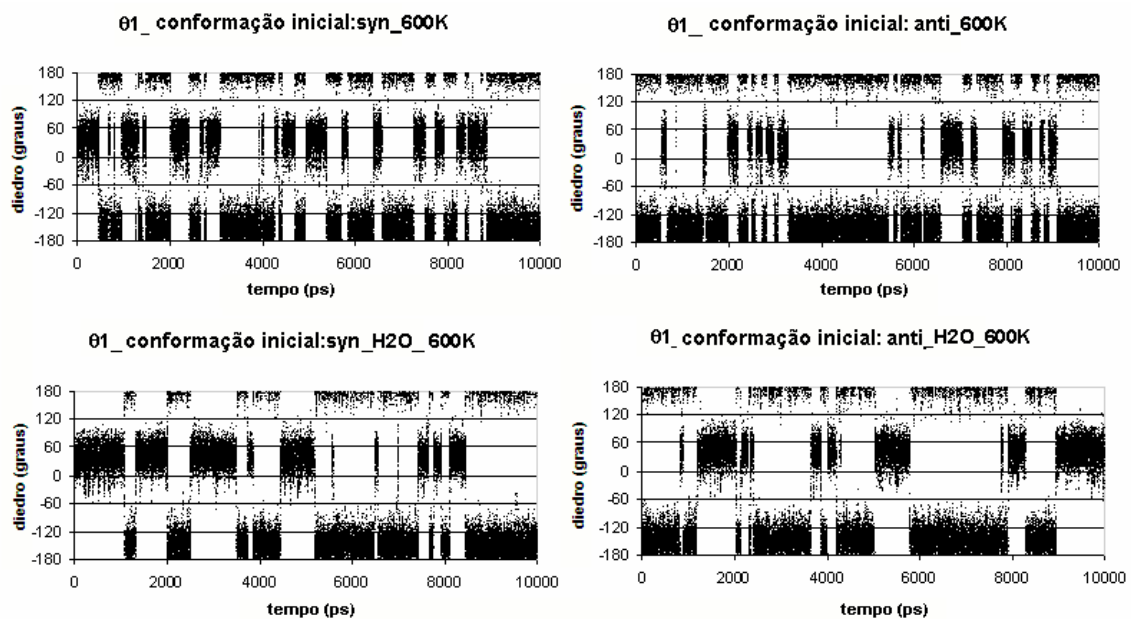 θ1_ conformação inicial:syn_600K
180
120
60
0
-60
-120
-180
diedro (graus)
0 2000 4000 6000 8000 10000
tempo (ps)
θ1_ conformação inicial: anti_600K
180
120
60
0
-60
-120
-180
diedro (graus)
0 2000 4000 6000 8000 10000
tempo (ps)
θ1_ conformação inicial:syn_H2O_ 600K
180
120
60
0
-60
-120
-180
diedro (graus)
0 2000 4000 6000 8000 10000
tempo (ps)
θ1_ conformação inicial: anti_H2O_600K
180
120
60
0
-60
-120
-180
diedro (graus)
0 2000 4000 6000 8000 10000
tempo (ps)